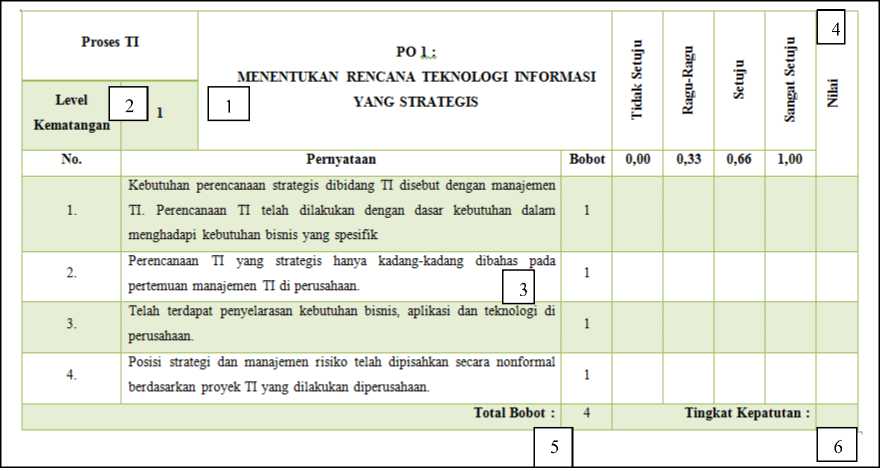 Proses TI
PO 1 :
MENENTUKAN RENCANA TEKNOLOGI INFORMASI
YANG STRATEGIS
Tidak Setuju
Ragu-Ragu
Setuju
Sangat Setuju
4
Nilai
Level
Kematangan
2
1
1
No. Pernyataan Bobot 0,00 0,33 0,66 1,00
1.
Kebutuhan perencanaan strategis dibidang TI disebut dengan manajemen
TI. Perencanaan TI telah dilakukan dengan dasar kebutuhan dalam
menghadapi kebutuhan bisnis yang spesifik
1
2.
Perencanaan TI yang strategis hanya kadang-kadang dibahas pada
pertemuan manajemen TI di perusahaan.
1
3
3.
Telah terdapat penyelarasan kebutuhan bisnis, aplikasi dan teknologi di
perusahaan.
1
4.
Posisi strategi dan manajemen risiko telah dipisahkan secara nonformal
berdasarkan proyek TI yang dilakukan diperusahaan.
1
Total Bobot : 4 Tingkat Kepatutan :
5
6